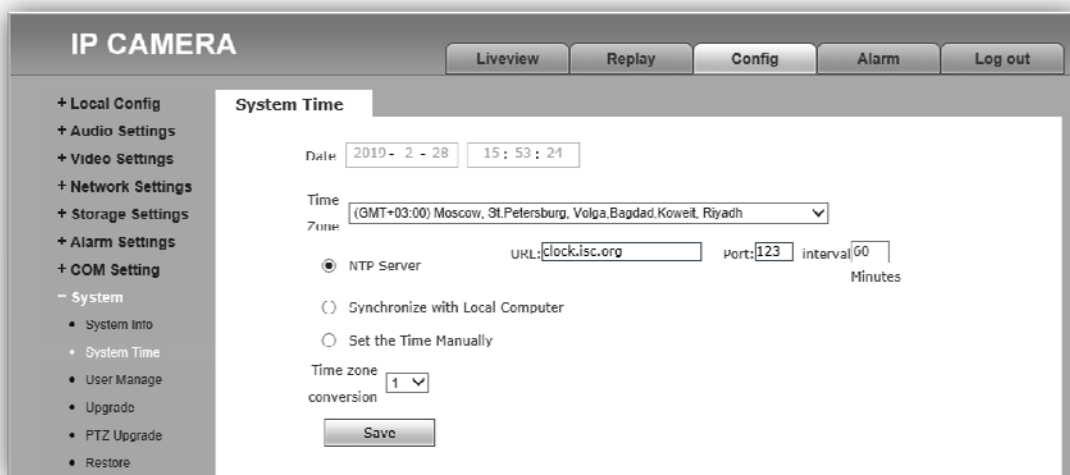 IP CAMERA
Liveview Replay Config Alarm Log out
+ Local Config
+ Audio Settings
+ Video Settings
+ Network Settings
+ Storage Settings
+ Alarm Settings
+ COM Setting
− System
• System Info
• System Time
• User Manage
• Upgrade
• PTZ Upgrade
• Restore
System Time
Date 2019 - 2 - 28 15 : 53 : 21
Time
Zone
(GMT+03:00) Moscow, St.Petersburg, Volga,Bagdad,Koweit, Riyadh
NTP Server URL: clock.isc.org Port: 123 interval 60
Minutes
Synchronize with Local Computer
Set the Time Manually
Time zone
conversion
1
Save